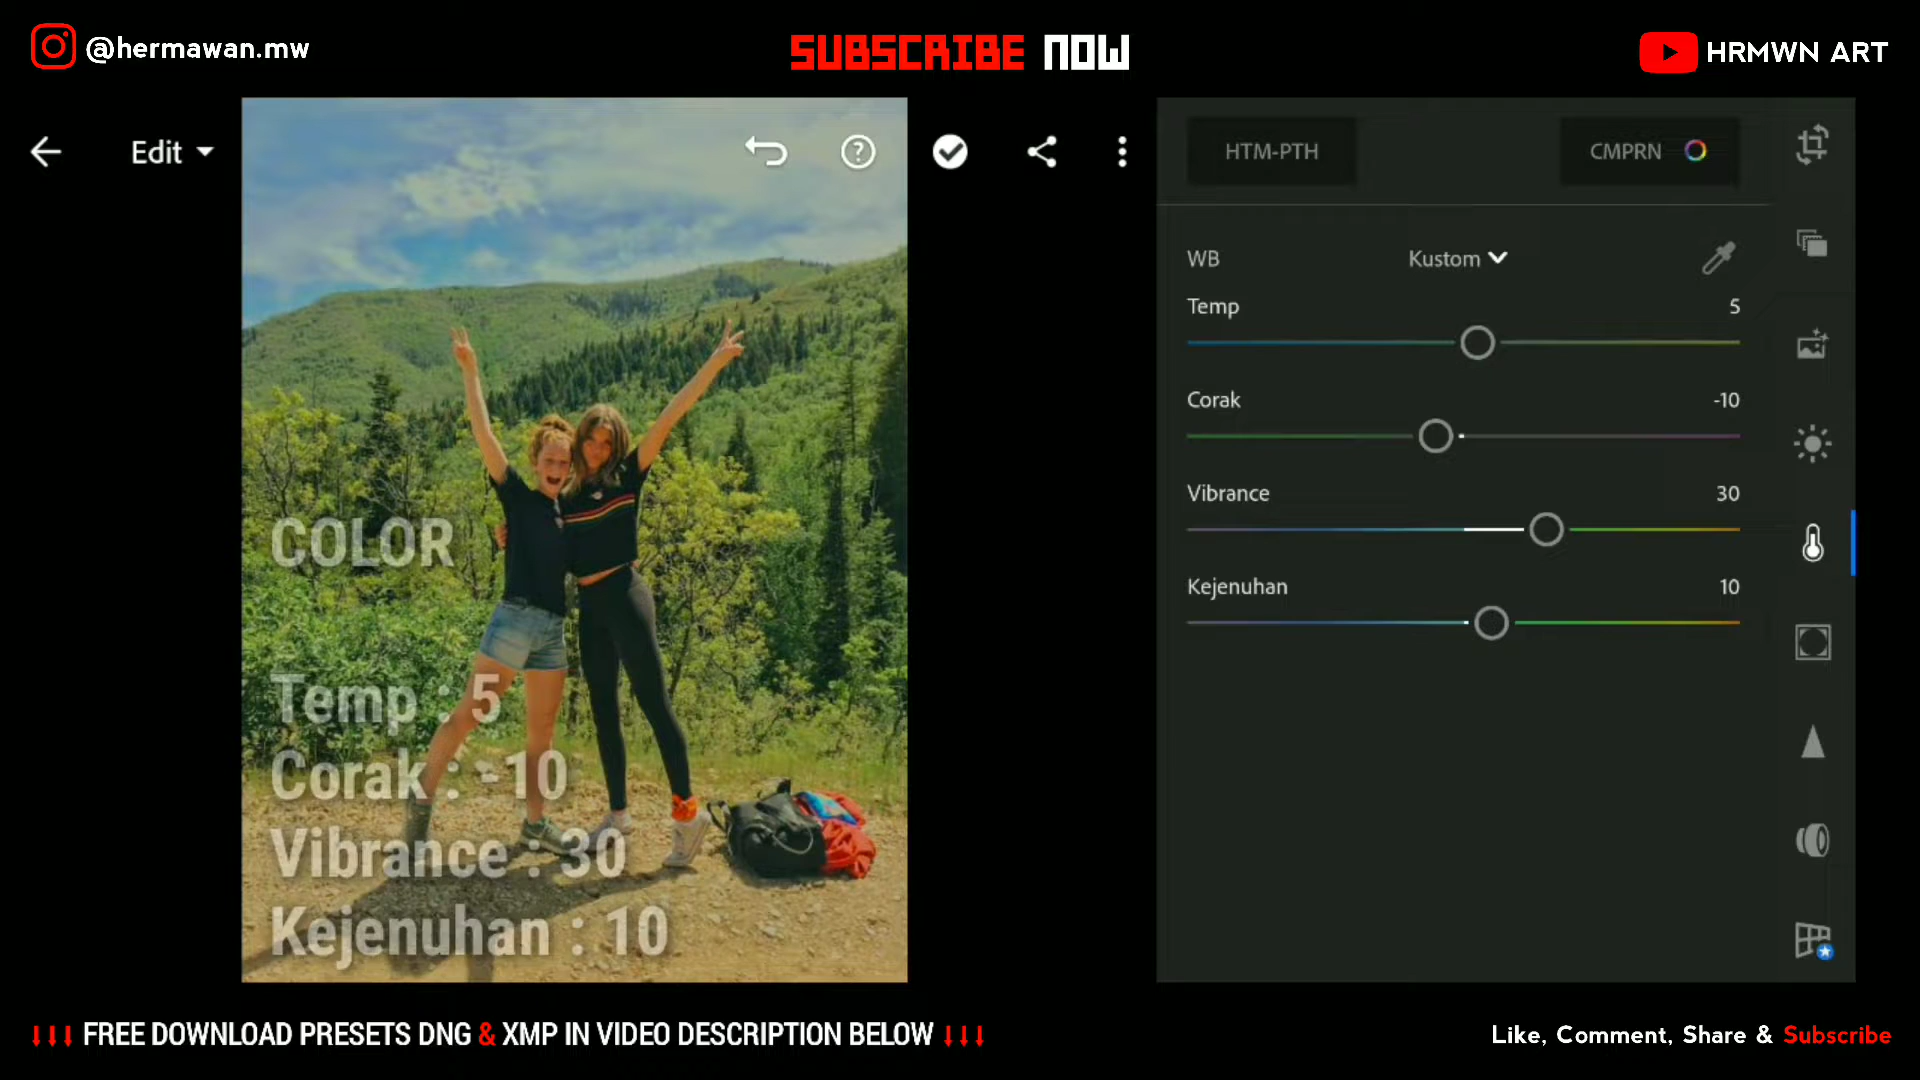 @hermawan.mw
SUBSCRIBE NOW
HRMWN ART
Edit
HTM-PTH
CMPRN
WB
Kustom
Temp
5
Corak
-10
Vibrance
30
Kejenuhan
10
COLOR
Temp : 5
Corak : -10
Vibrance : 30
Kejenuhan : 10
↓↓↓ FREE DOWNLOAD PRESETS DNG & XMP IN VIDEO DESCRIPTION BELOW ↓↓↓
Like, Comment, Share & Subscribe